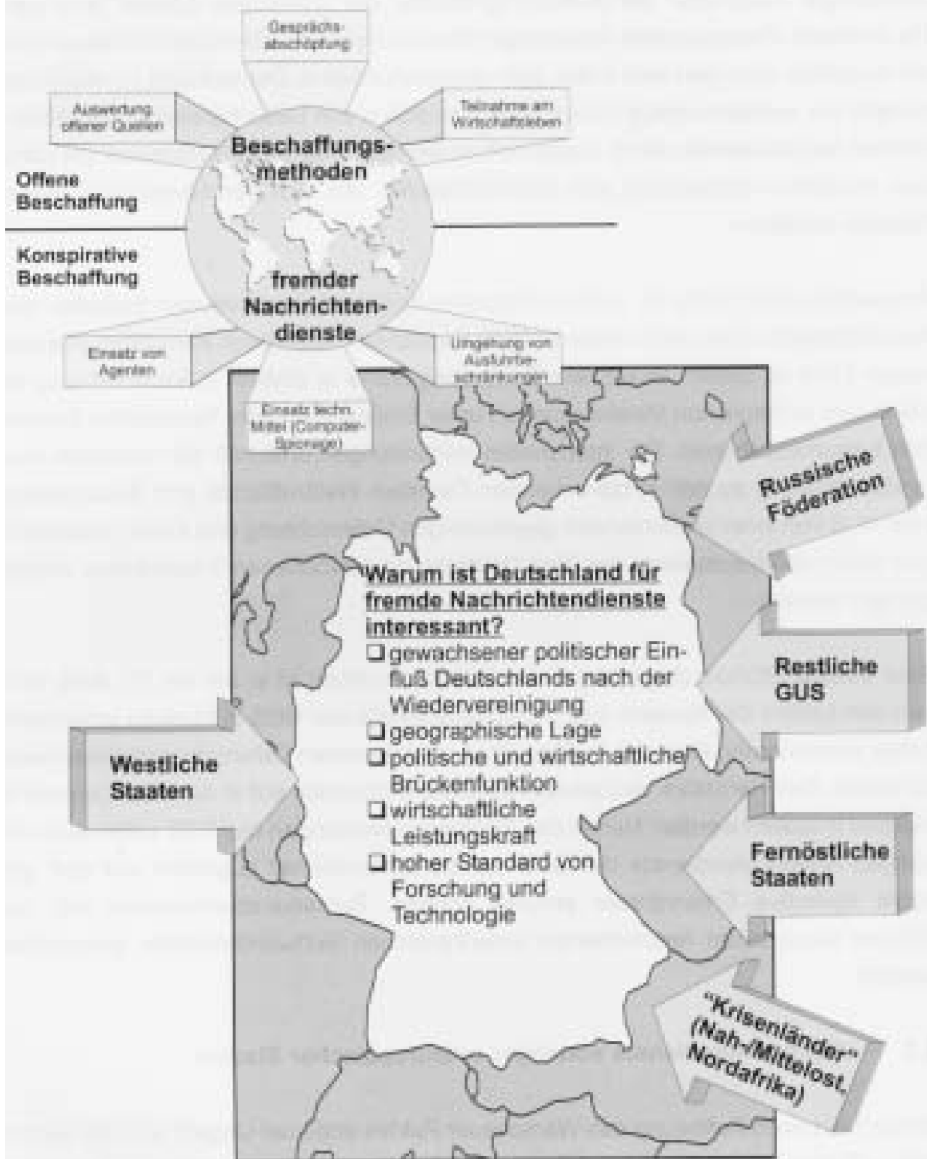 Gesprächs-
abschöpfung
Auswertung
offener Quellen
Teilnahme am
Wirtschaftsleben
Beschaffungs-
methoden
Offene
Beschaffung
Konspirative
Beschaffung
fremder
Nachrichten-
dienste
Einsatz von
Agenten
Umgehung von
Ausfuhrbe-
schränkungen
Einsatz techn.
Mittel (Computer-
Spionage)
Russische
Föderation
Warum ist Deutschland für
fremde Nachrichtendienste
interessant?
❑ gewachsener politischer Ein-
fluß Deutschlands nach der
Wiedervereinigung
❑ geographische Lage
❑ politische und wirtschaftliche
Brückenfunktion
❑ wirtschaftliche
Leistungskraft
❑ hoher Standard von
Forschung und
Technologie
Restliche
GUS
Westliche
Staaten
Fernöstliche
Staaten
"Krisenländer"
(Nah-/Mittelost,
Nordafrika)